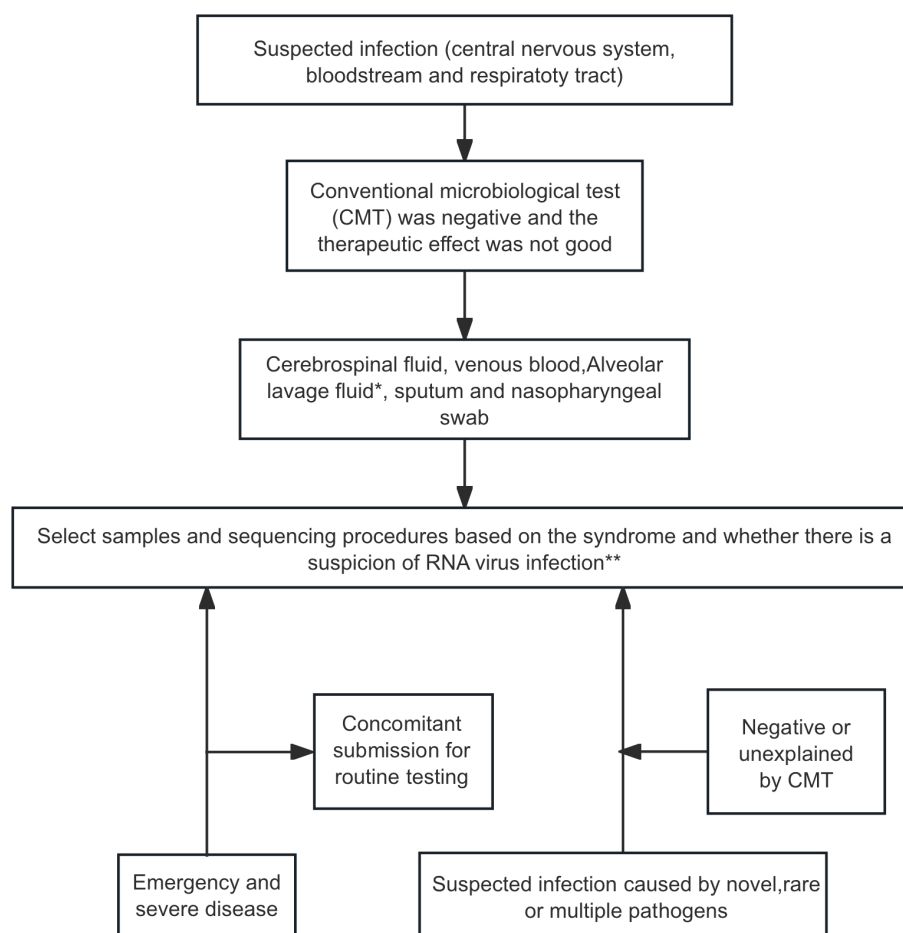 Suspected infection (central nervous system,
bloodstream and respiratoty tract)
Conventional microbiological test
(CMT) was negative and the
therapeutic effect was not good
Cerebrospinal fluid, venous blood,Alveolar
lavage fluid*, sputum and nasopharyngeal
swab
Select samples and sequencing procedures based on the syndrome and whether there is a
suspicion of RNA virus infection**
Concomitant
submission for
routine testing
Negative or
unexplained
by CMT
Emergency and
severe disease
Suspected infection caused by novel,rare
or multiple pathogens